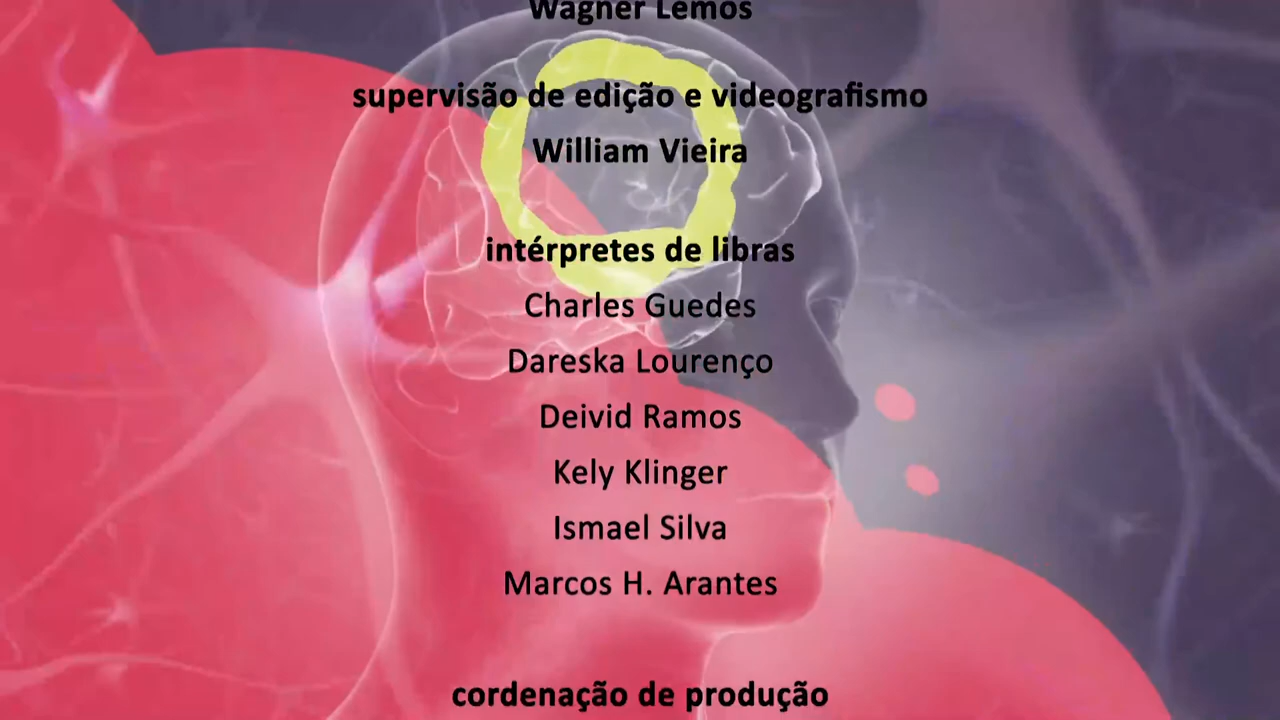 Wagner Lemos
supervisão de edição e videografismo
William Vieira
intérpretes de libras
Charles Guedes
Dareska Lourenço
Deivid Ramos
Kely Klinger
Ismael Silva
Marcos H. Arantes
cordenação de produção